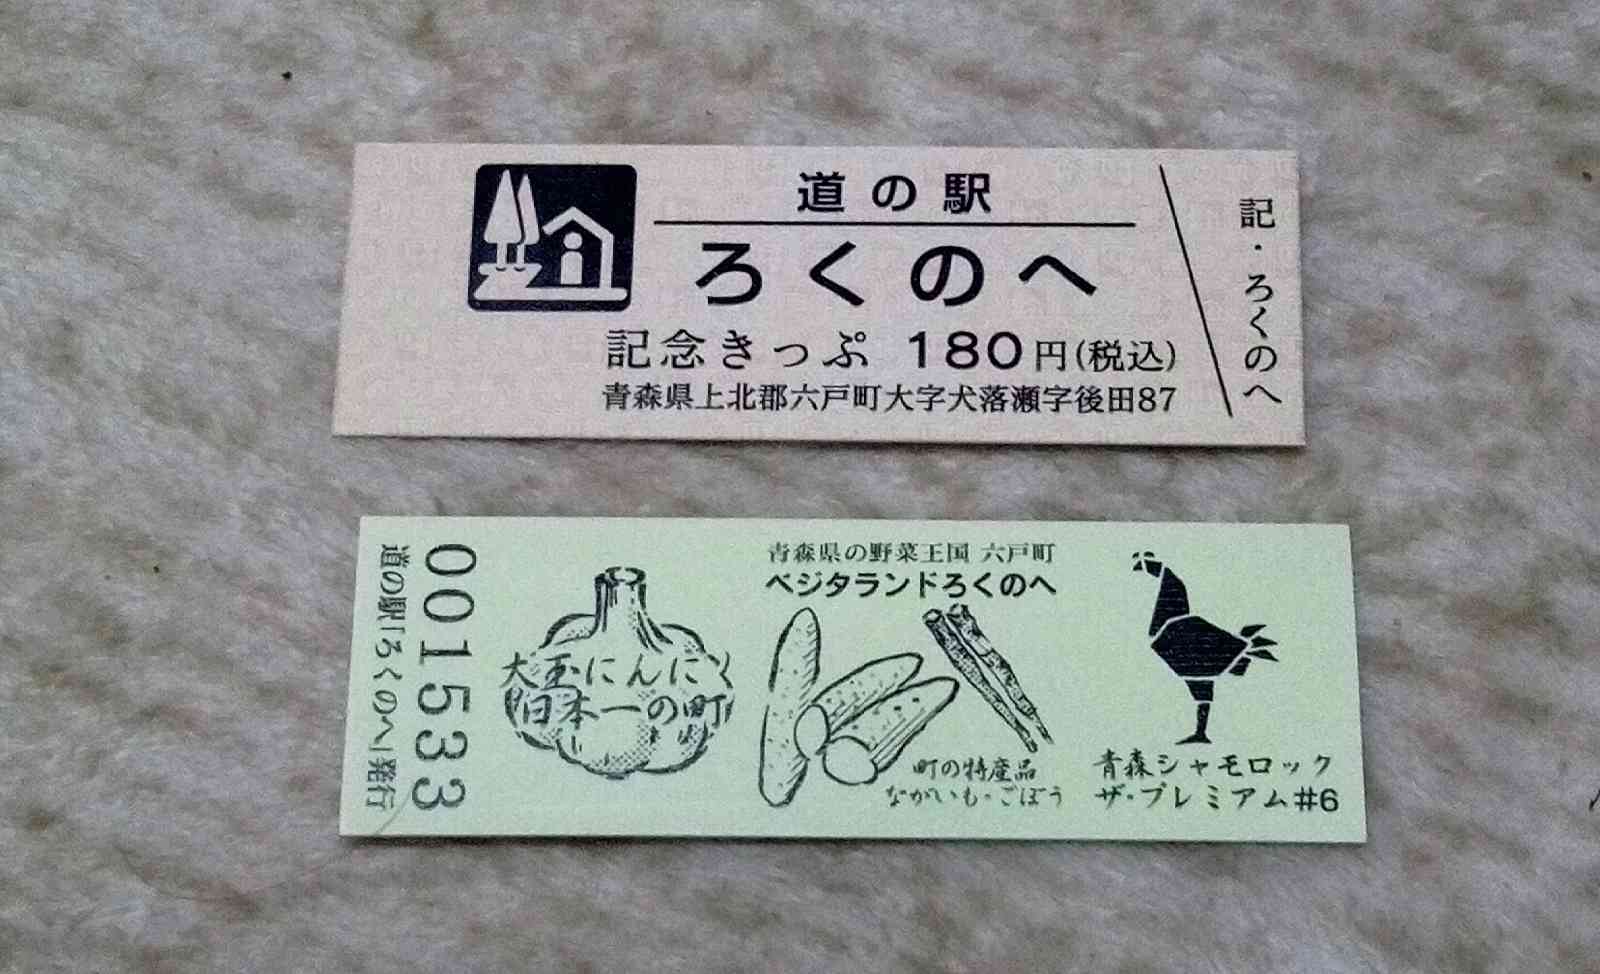 道の駅
ろくのへ
記念きっぷ 180円(税込)
青森県上北郡六戸町大字犬落瀬字後田87
記・ろくのへ
001533
道の駅「ろくのへ」発行
大玉にんにく
日本一の町
青森県の野菜王国 六戸町
ベジタランドろくのへ
町の特産品
ながいも・ごぼう
青森シャモロック
ザ・プレミアム#6